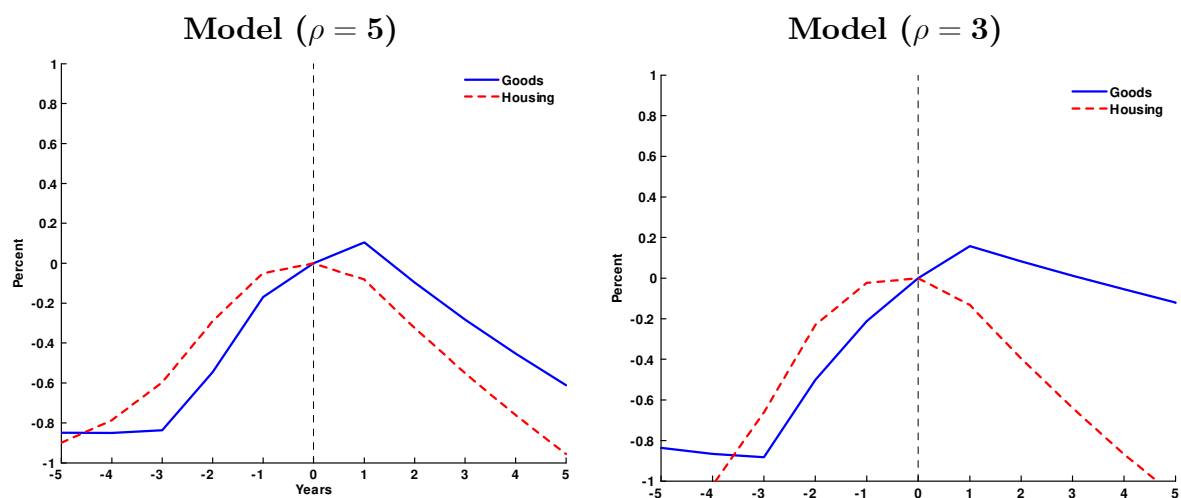 Model (ρ = 5)
Goods
Housing
Percent
1
0.8
0.6
0.4
0.2
0
-0.2
-0.4
-0.6
-0.8
-1
-5 -4 -3 -2 -1 0 1 2 3 4 5
Years
Model (ρ = 3)
Goods
Housing
Percent
1
0.8
0.6
0.4
0.2
0
-0.2
-0.4
-0.6
-0.8
-1
-5 -4 -3 -2 -1 0 1 2 3 4 5